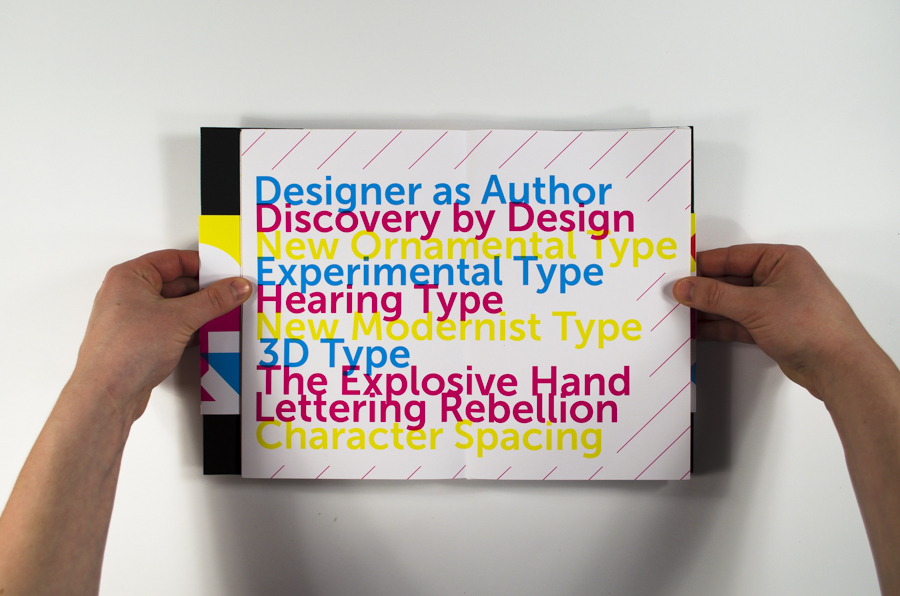 Designer as Author
Discovery by Design
New Ornamental Type
Experimental Type
Hearing Type
New Modernist Type
3D Type
The Explosive Hand
Lettering Rebellion
Character Spacing